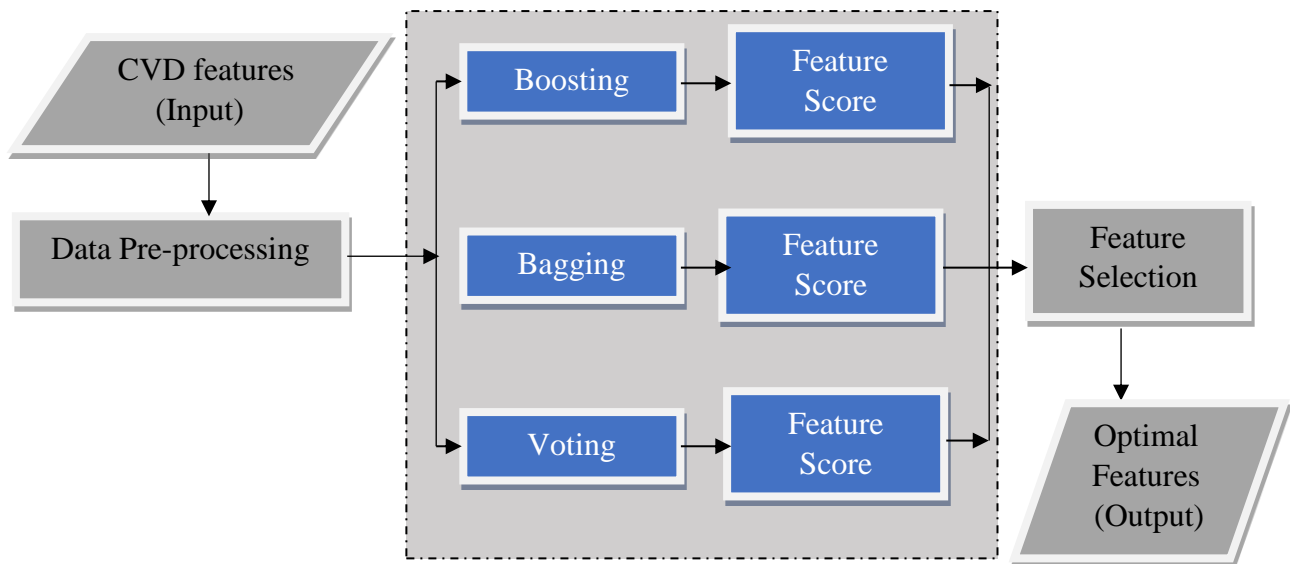 CVD features
(Input)
Data Pre-processing
Boosting
Feature
Score
Bagging
Feature
Score
Voting
Feature
Score
Feature
Selection
Optimal
Features
(Output)